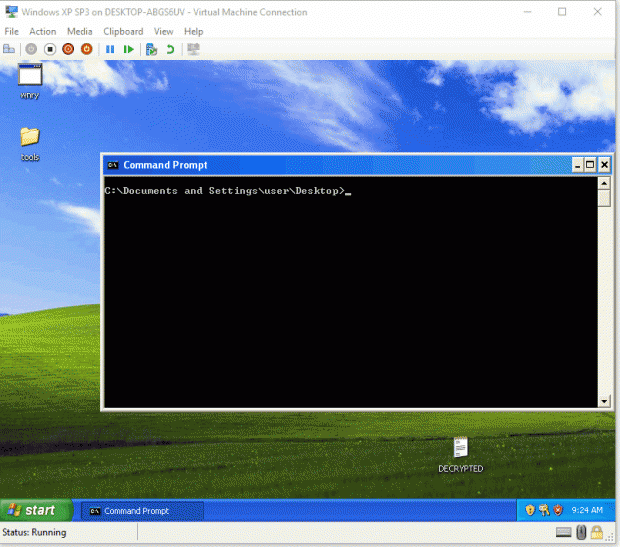 Windows XP SP3 on DESKTOP-ABGS6UV - Virtual Machine Connection
File Action Media Clipboard View Help
wnry
tools
Command Prompt
C:\Documents and Settings\user\Desktop>_
DECRYPTED
start Command Prompt 9:24 AM
Status: Running